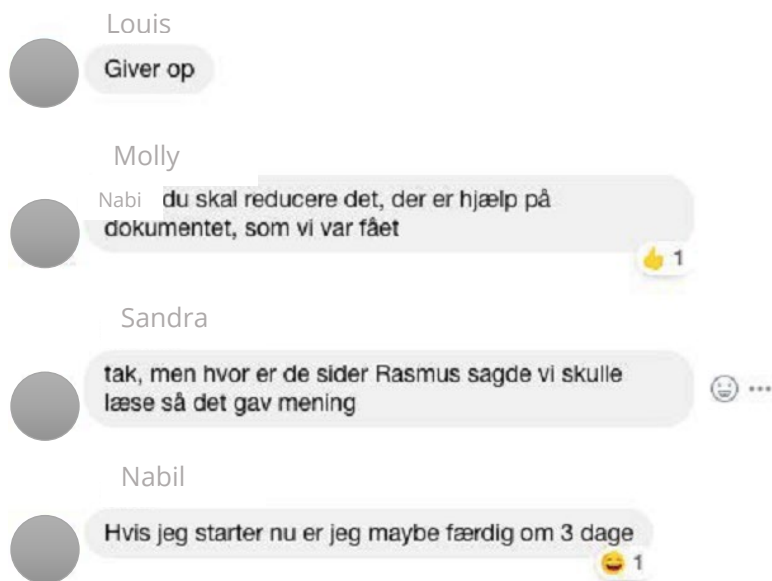 Louis
Giver op
Molly
Nabi du skal reducere det, der er hjælp på
dokumentet, som vi var fået
👍 1
Sandra
tak, men hvor er de sider Rasmus sagde vi skulle
læse så det gav mening
Nabil
Hvis jeg starter nu er jeg maybe færdig om 3 dage
😄 1